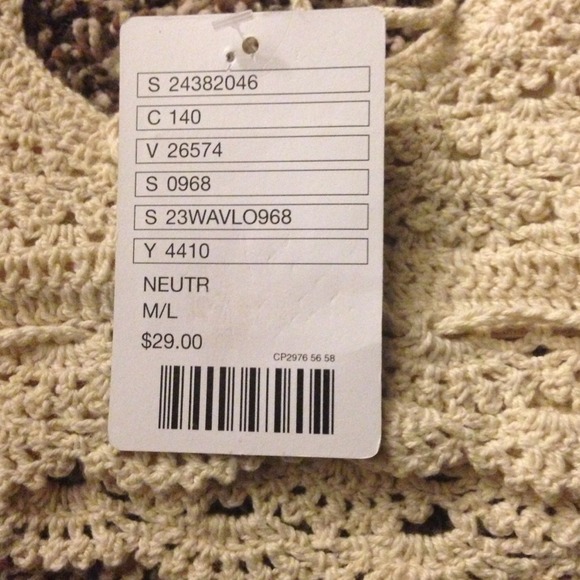 S 24382046
C 140
V 26574
S 0968
S 23WAVLO968
Y 4410
NEUTR
M/L
$29.00
CP2976 56 58